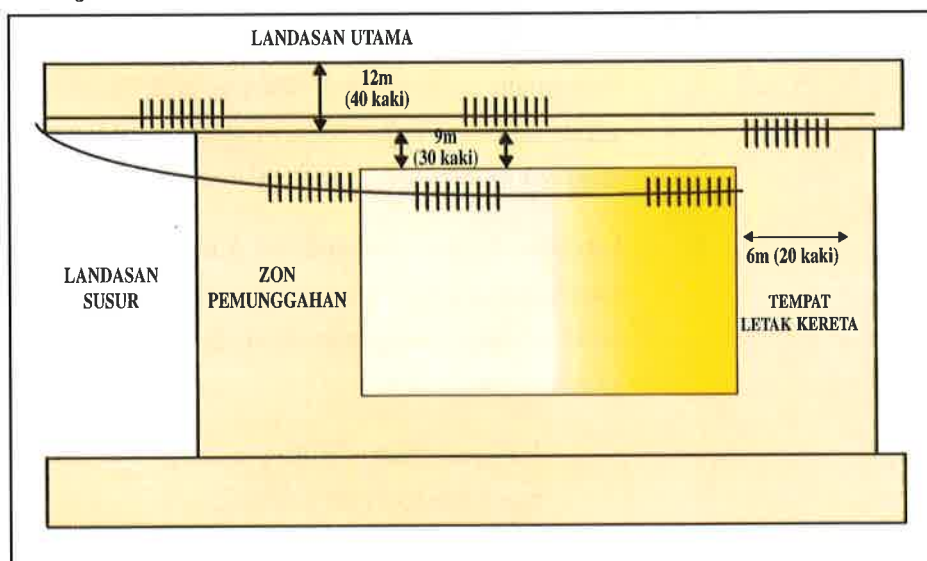 LANDASAN UTAMA
12m
(40 kaki)
9m
(30 kaki)
6m (20 kaki)
LANDASAN
SUSUR
ZON
PEMUNGGAHAN
TEMPAT
LETAK KERETA